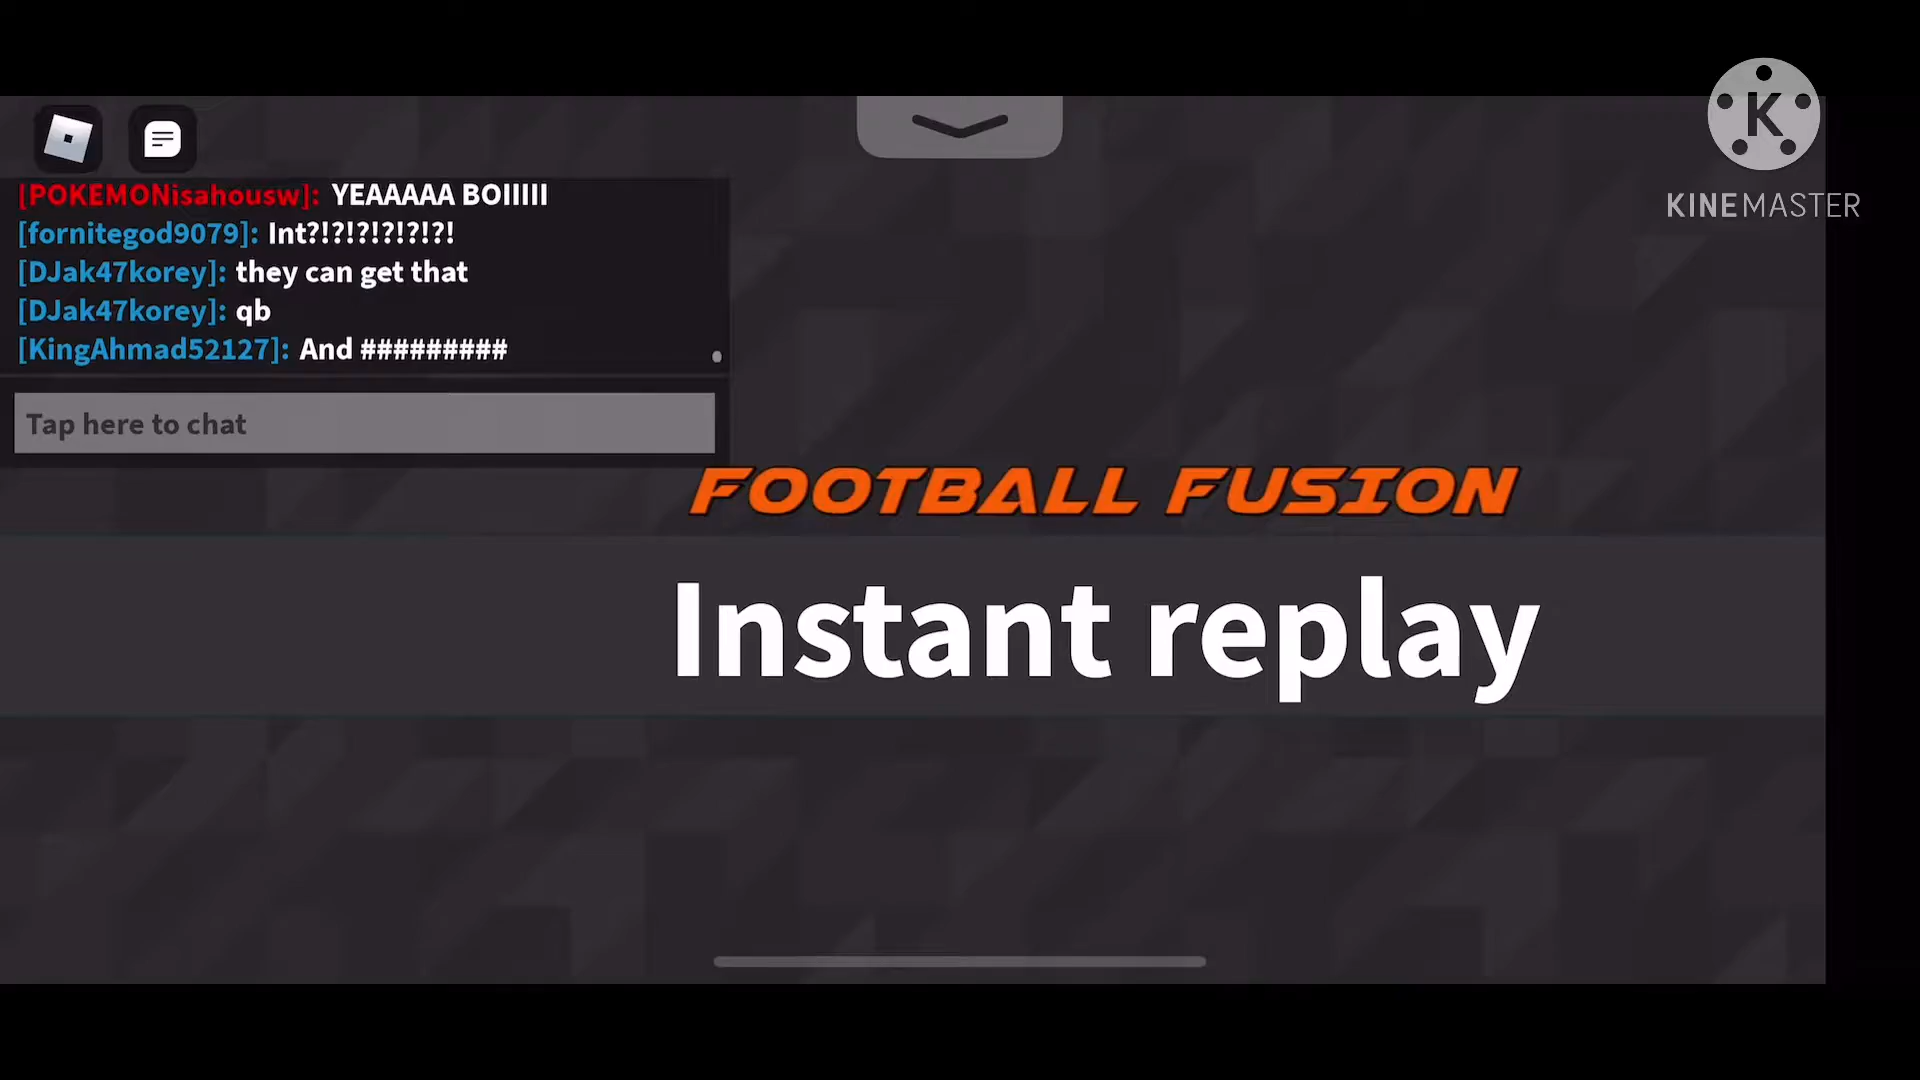 K
KINEMASTER
[POKEMONisahousw]: YEAAAAA BOIIIII
[fornitegod9079]: Int?!?!?!?!?!?!
[DJak47korey]: they can get that
[DJak47korey]: qb
[KingAhmad52127]: And #########
Tap here to chat
FOOTBALL FUSION
Instant replay